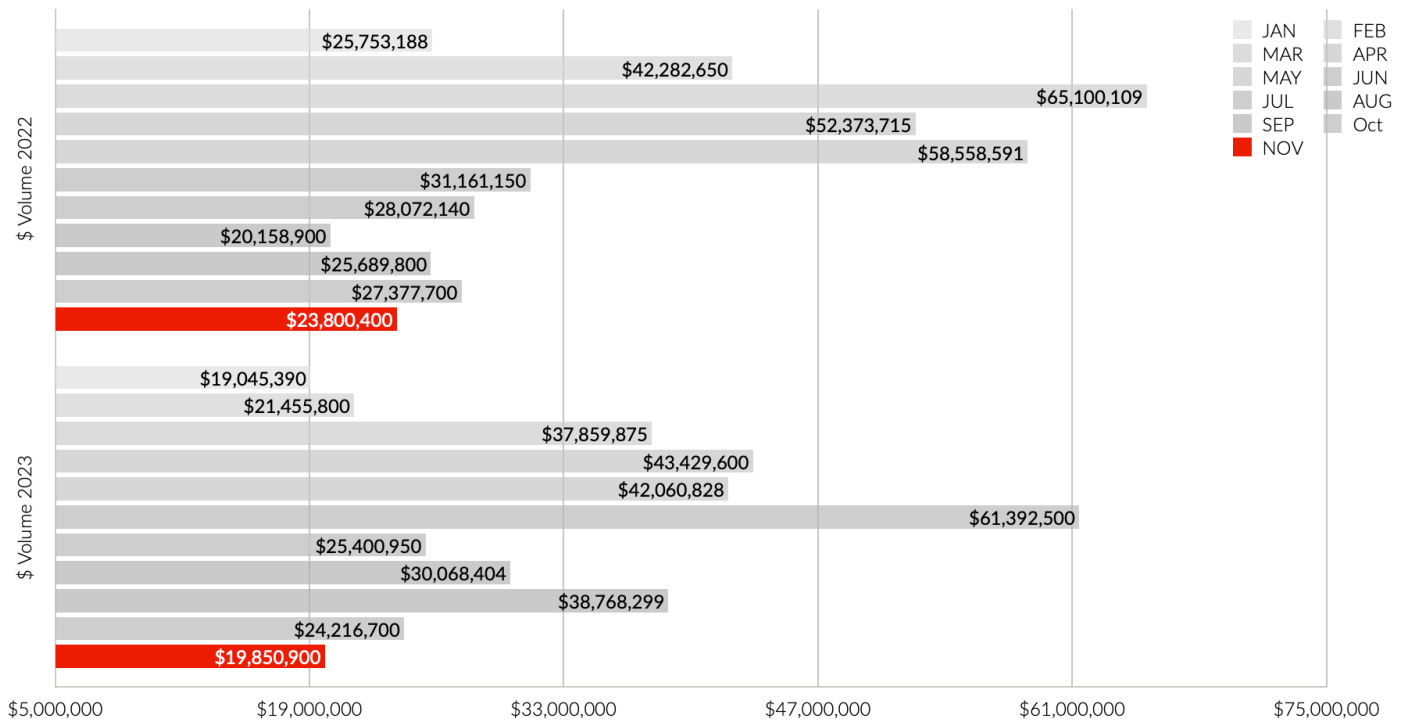 JAN
FEB
MAR
APR
MAY
JUN
JUL
AUG
SEP
Oct
NOV
$ Volume 2022
$25,753,188
$42,282,650
$65,100,109
$52,373,715
$58,558,591
$31,161,150
$28,072,140
$20,158,900
$25,689,800
$27,377,700
$23,800,400
$ Volume 2023
$19,045,390
$21,455,800
$37,859,875
$43,429,600
$42,060,828
$61,392,500
$25,400,950
$30,068,404
$38,768,299
$24,216,700
$19,850,900
$5,000,000 $19,000,000 $33,000,000 $47,000,000 $61,000,000 $75,000,000